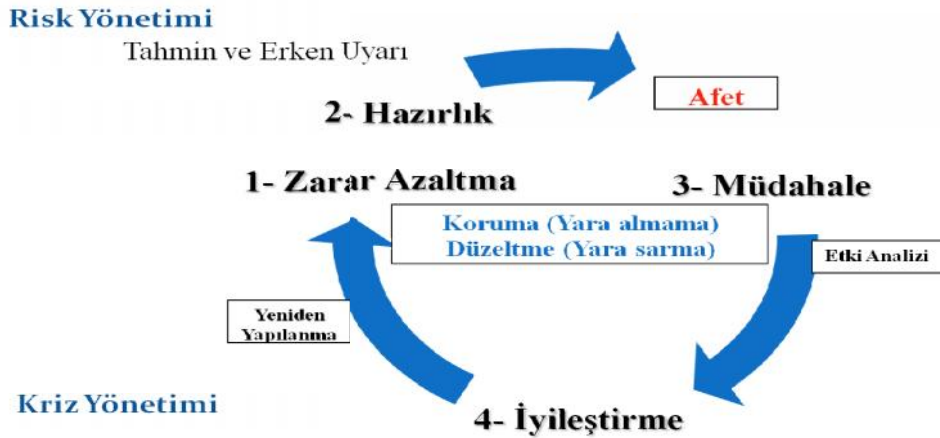 Risk Yönetimi
Tahmin ve Erken Uyarı
Afet
2- Hazırlık
1- Zarar Azaltma
3- Müdahale
Koruma (Yara almama)
Düzeltme (Yara sarma)
Etki Analizi
Yeniden
Yapılanma
Kriz Yönetimi
4- İyileştirme